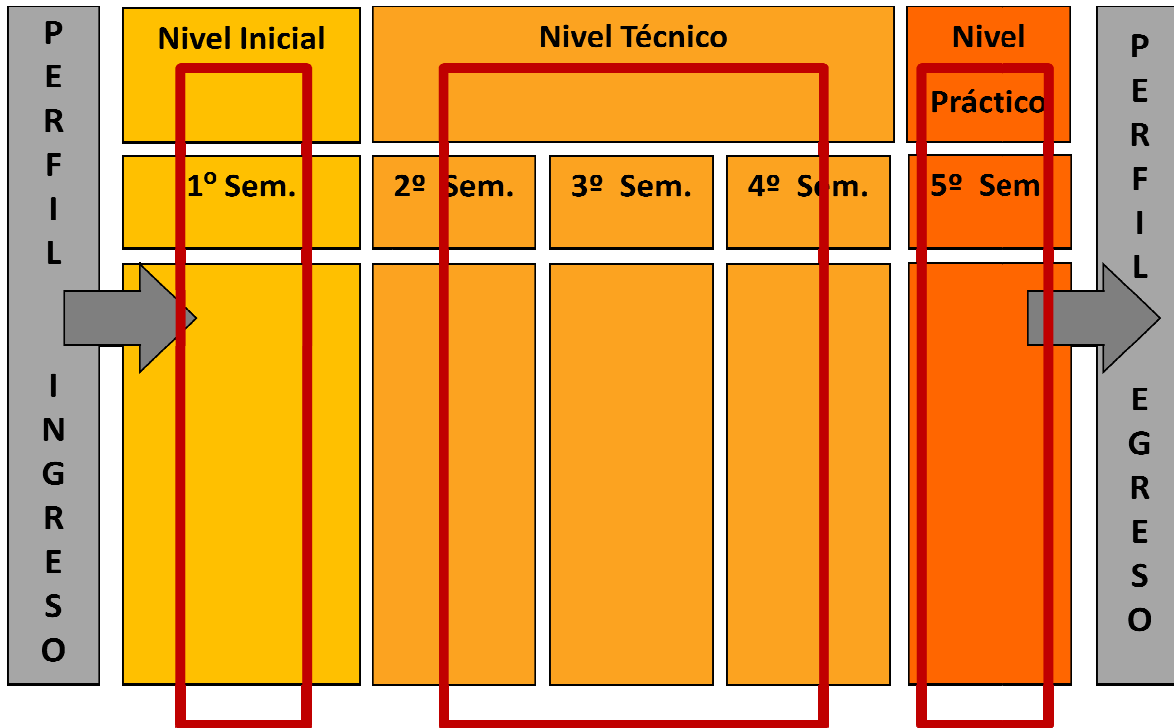 PERFIL INGRESO
Nivel Inicial
Nivel Técnico
Nivel
Práctico
1º Sem.
2º Sem.
3º Sem.
4º Sem.
5º Sem
PERFIL EGRESO